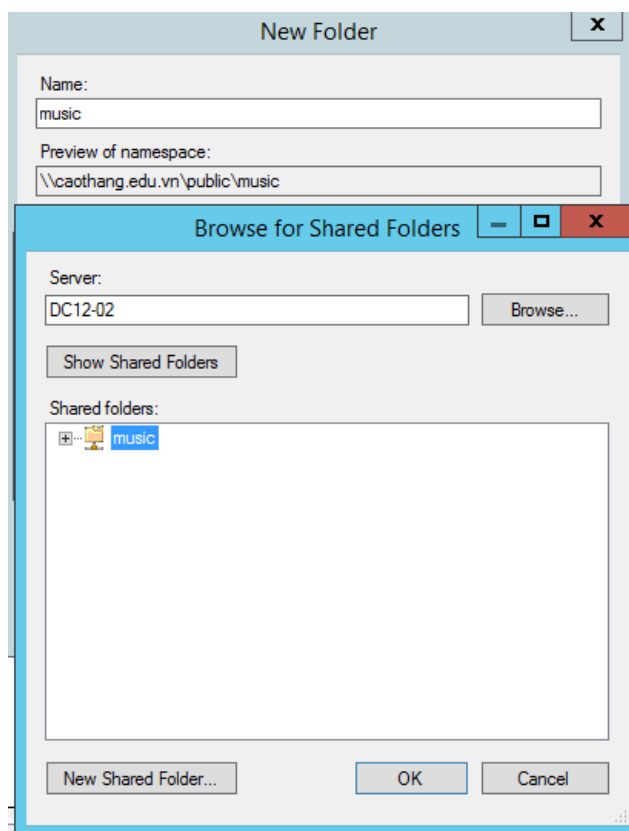 New Folder
x
Name:
music
Preview of namespace:
\\caothang.edu.vn\public\music
Browse for Shared Folders
x
Server:
DC12-02
Browse...
Show Shared Folders
Shared folders:
music
New Shared Folder...
OK
Cancel